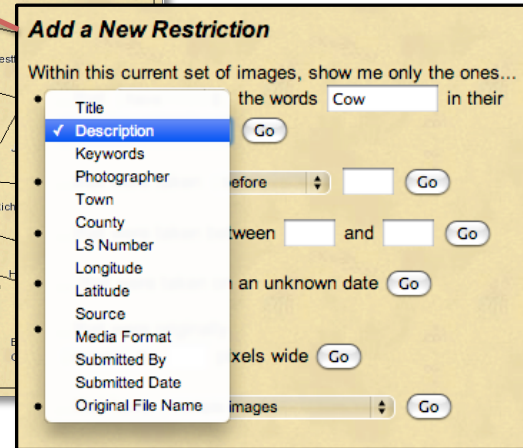 Add a New Restriction
Within this current set of images, show me only the ones...
the words Cow in their
Title
✓ Description Go
Keywords
Photographer
Town
County
LS Number
Longitude
Latitude
Source
Media Format
Submitted By
Submitted Date
Original File Name
efore Go
ween and Go
an unknown date Go
xels wide Go
images Go